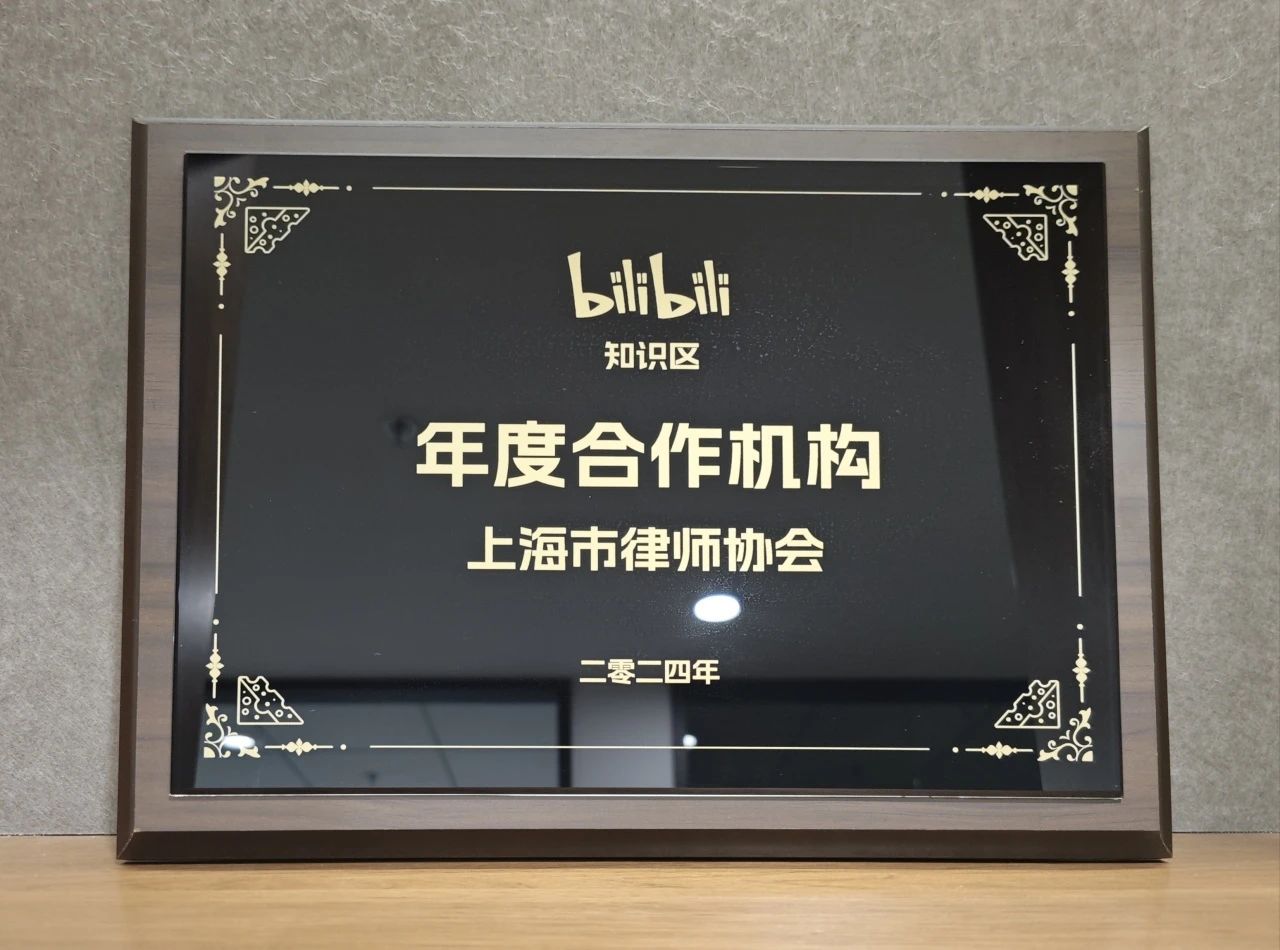 bilibili
知识区
年度合作机构
上海市律师协会
二零二四年